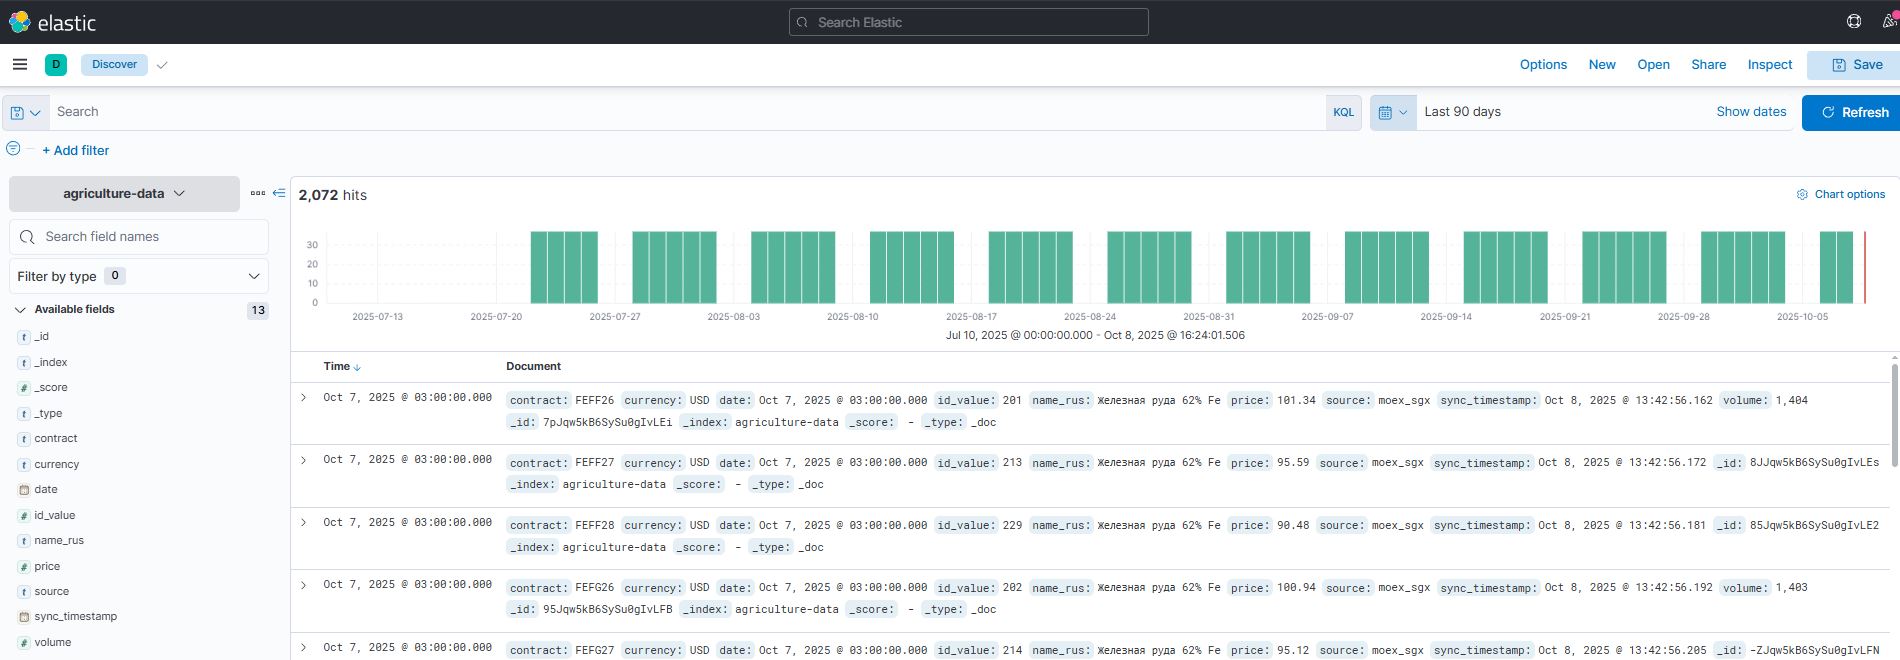 elastic
Search Elastic
D Discover Options New Open Share Inspect Save
Search KQL Last 90 days Show dates Refresh
+ Add filter
agriculture-data
2,072 hits Chart options
Search field names
Filter by type 0
Available fields 13
_id
_index
_score
_type
contract
currency
date
id_value
name_rus
price
source
sync_timestamp
volume
30
20
10
0
2025-07-13 2025-07-20 2025-07-27 2025-08-03 2025-08-10 2025-08-17 2025-08-24 2025-08-31 2025-09-07 2025-09-14 2025-09-21 2025-09-28 2025-10-05
Jul 10, 2025 @ 00:00:00.000 - Oct 8, 2025 @ 16:24:01.506
Time Document
Oct 7, 2025 @ 03:00:00.000 contract: FEFF26 currency: USD date: Oct 7, 2025 @ 03:00:00.000 id_value: 201 name_rus: Железная руда 62% Fe price: 101.34 source: moex_sgx sync_timestamp: Oct 8, 2025 @ 13:42:56.162 volume: 1,404
_id: 7pJqw5kB6SySu0gIvLEi _index: agriculture-data _score: - _type: _doc
Oct 7, 2025 @ 03:00:00.000 contract: FEFF27 currency: USD date: Oct 7, 2025 @ 03:00:00.000 id_value: 213 name_rus: Железная руда 62% Fe price: 95.59 source: moex_sgx sync_timestamp: Oct 8, 2025 @ 13:42:56.172 _id: 8JJqw5kB6SySu0gIvLEs
_index: agriculture-data _score: - _type: _doc
Oct 7, 2025 @ 03:00:00.000 contract: FEFF28 currency: USD date: Oct 7, 2025 @ 03:00:00.000 id_value: 229 name_rus: Железная руда 62% Fe price: 90.48 source: moex_sgx sync_timestamp: Oct 8, 2025 @ 13:42:56.181 _id: 85Jqw5kB6SySu0gIvLE2
_index: agriculture-data _score: - _type: _doc
Oct 7, 2025 @ 03:00:00.000 contract: FEFG26 currency: USD date: Oct 7, 2025 @ 03:00:00.000 id_value: 202 name_rus: Железная руда 62% Fe price: 100.94 source: moex_sgx sync_timestamp: Oct 8, 2025 @ 13:42:56.192 volume: 1,403
_id: 95Jqw5kB6SySu0gIvLFB _index: agriculture-data _score: - _type: _doc
Oct 7, 2025 @ 03:00:00.000 contract: FEFG27 currency: USD date: Oct 7, 2025 @ 03:00:00.000 id_value: 214 name_rus: Железная руда 62% Fe price: 95.12 source: moex_sgx sync_timestamp: Oct 8, 2025 @ 13:42:56.205 _id: -ZJqw5kB6SySu0gIvLFN